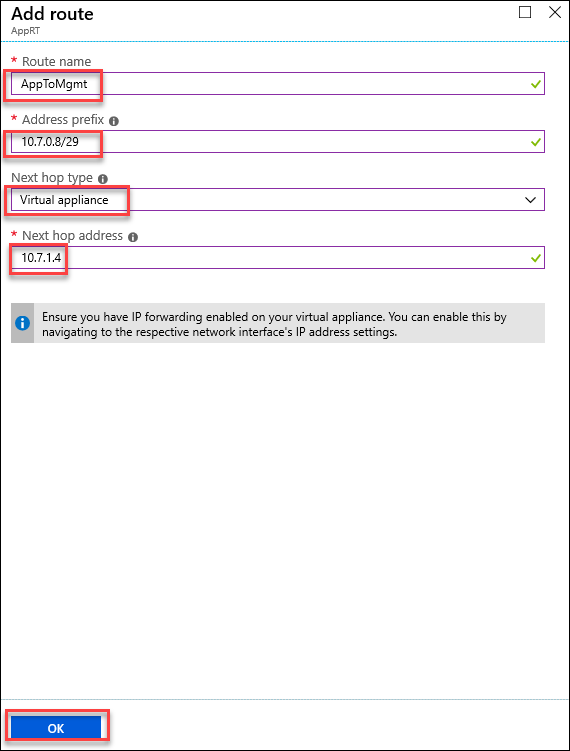 Add route
AppRT
* Route name
AppToMgmt
* Address prefix
10.7.0.8/29
Next hop type
Virtual appliance
* Next hop address
10.7.1.4
Ensure you have IP forwarding enabled on your virtual appliance. You can enable this by
navigating to the respective network interface's IP address settings.
OK